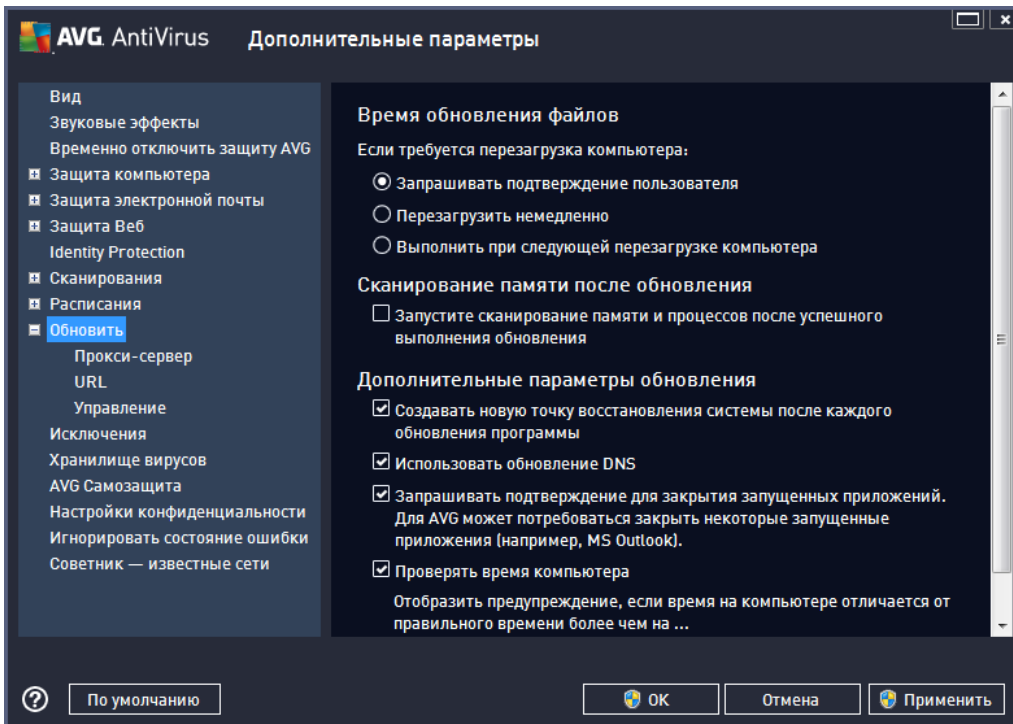 AVG AntiVirus Дополнительные параметры
Вид
Звуковые эффекты
Временно отключить защиту AVG
Защита компьютера
Защита электронной почты
Защита Веб
Identity Protection
Сканирования
Расписания
Обновить
Прокси-сервер
URL
Управление
Исключения
Хранилище вирусов
AVG Самозащита
Настройки конфиденциальности
Игнорировать состояние ошибки
Советник — известные сети
Время обновления файлов
Если требуется перезагрузка компьютера:
Запрашивать подтверждение пользователя
Перезагрузить немедленно
Выполнить при следующей перезагрузке компьютера
Сканирование памяти после обновления
Запустите сканирование памяти и процессов после успешного
выполнения обновления
Дополнительные параметры обновления
Создавать новую точку восстановления системы после каждого
обновления программы
Использовать обновление DNS
Запрашивать подтверждение для закрытия запущенных приложений.
Для AVG может потребоваться закрыть некоторые запущенные
приложения (например, MS Outlook).
Проверять время компьютера
Отобразить предупреждение, если время на компьютере отличается от
правильного времени более чем на ...
? По умолчанию OK Отмена Применить